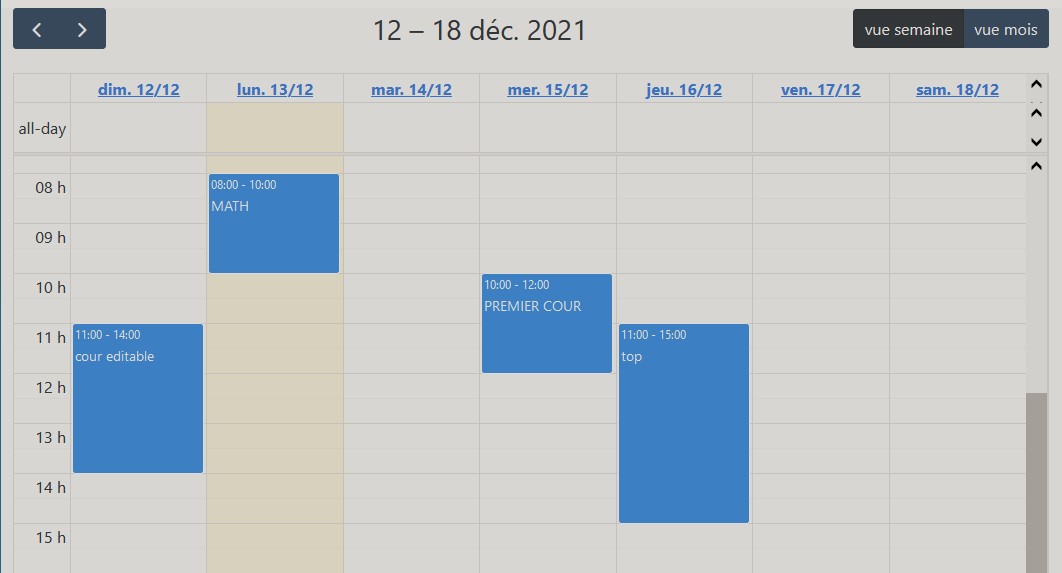 12 – 18 déc. 2021
vue semaine
vue mois
dim. 12/12
lun. 13/12
mar. 14/12
mer. 15/12
jeu. 16/12
ven. 17/12
sam. 18/12
all-day
08 h
08:00 - 10:00
MATH
09 h
10 h
10:00 - 12:00
PREMIER COUR
11 h
11:00 - 14:00
cour editable
11:00 - 15:00
top
12 h
13 h
14 h
15 h